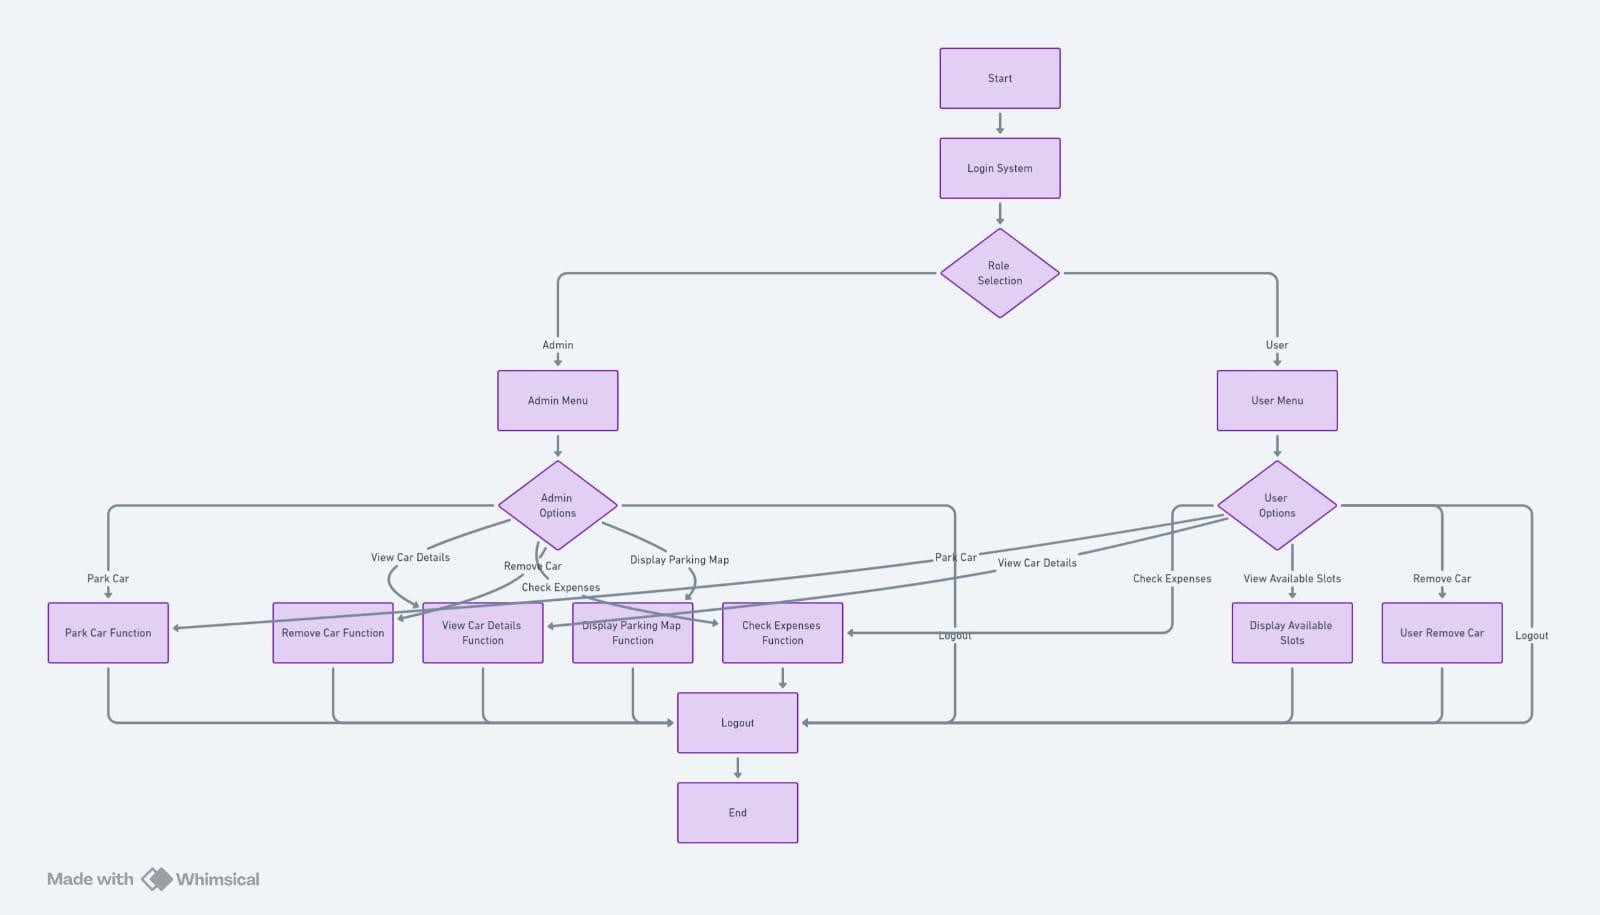 Start
Login System
Role
Selection
Admin
User
Admin Menu
User Menu
Admin
Options
User
Options
View Car Details
Remove Car
Display Parking Map
Park Car
View Car Details
Park Car
Check Expenses
Check Expenses
View Available Slots
Remove Car
Park Car Function
Remove Car Function
View Car Details
Function
Display Parking Map
Function
Check Expenses
Function
Logout
Display Available
Slots
User Remove Car
Logout
Logout
End
Made with Whimsical